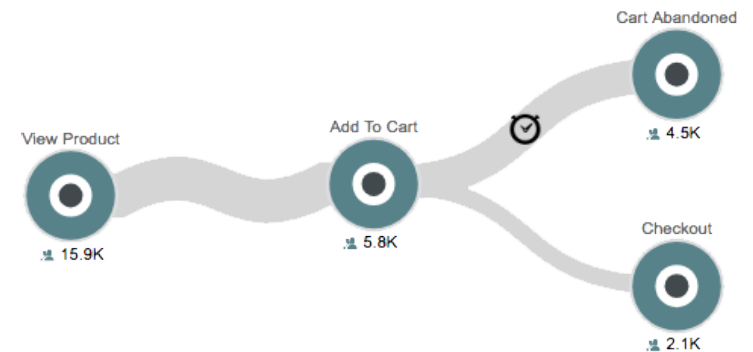 Cart Abandoned
4.5K
View Product
15.9K
Add To Cart
5.8K
Checkout
2.1K